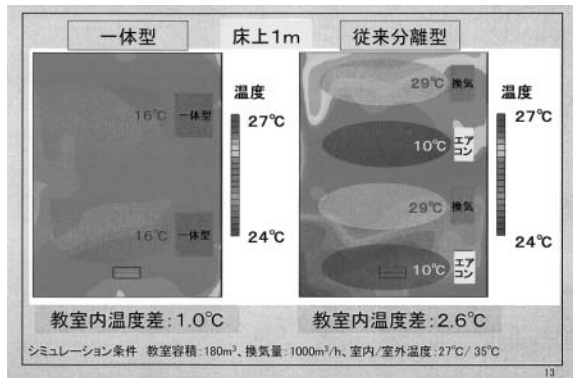 一体型
床上1m
従来分離型
16℃ 一体型
16℃ 一体型
温度
27℃
24℃
29℃ 換気
10℃ エアコン
29℃ 換気
10℃ エアコン
温度
27℃
24℃
教室内温度差:1.0℃
教室内温度差:2.6℃
シミュレーション条件 教室容積:180m³、換気量:1000m³/h、室内/室外温度:27℃/ 35℃
13